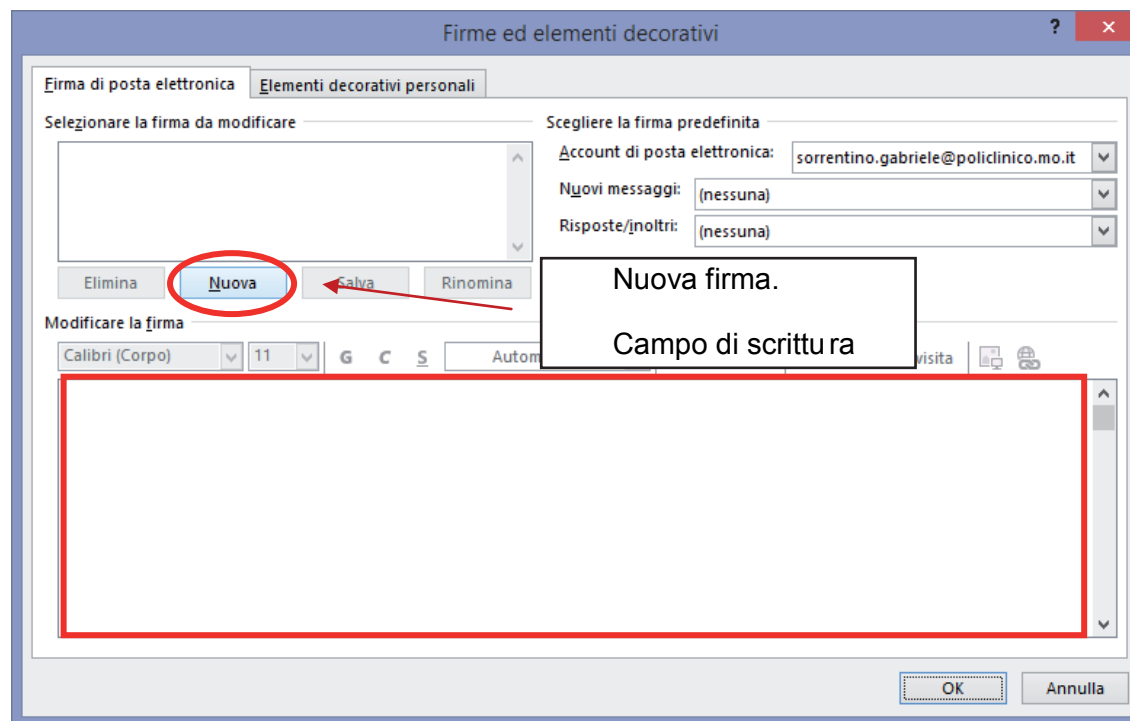 Firme ed elementi decorativi
?
Firma di posta elettronica
Elementi decorativi personali
Selezionare la firma da modificare
Scegliere la firma predefinita
Account di posta elettronica: sorrentino.gabriele@policlinico.mo.it
Nuovi messaggi: (nessuna)
Risposte/inoltri: (nessuna)
Elimina Nuova Salva Rinomina
Nuova firma.
Campo di scrittura
Modificare la firma
Calibri (Corpo) 11 G C S Autom visita
OK Annulla